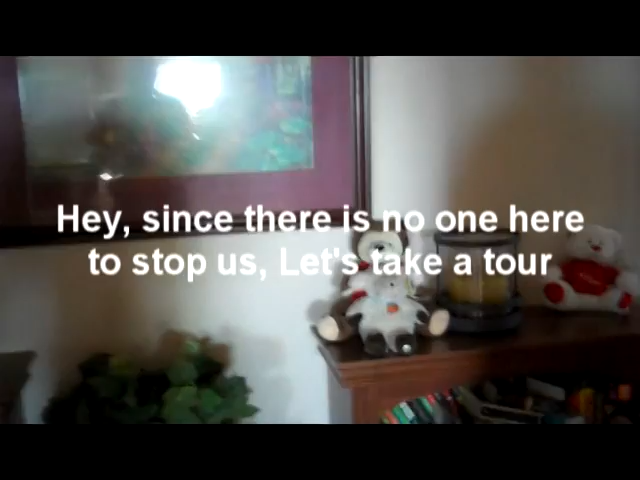 Hey, since there is no one here
to stop us, Let's take a tour